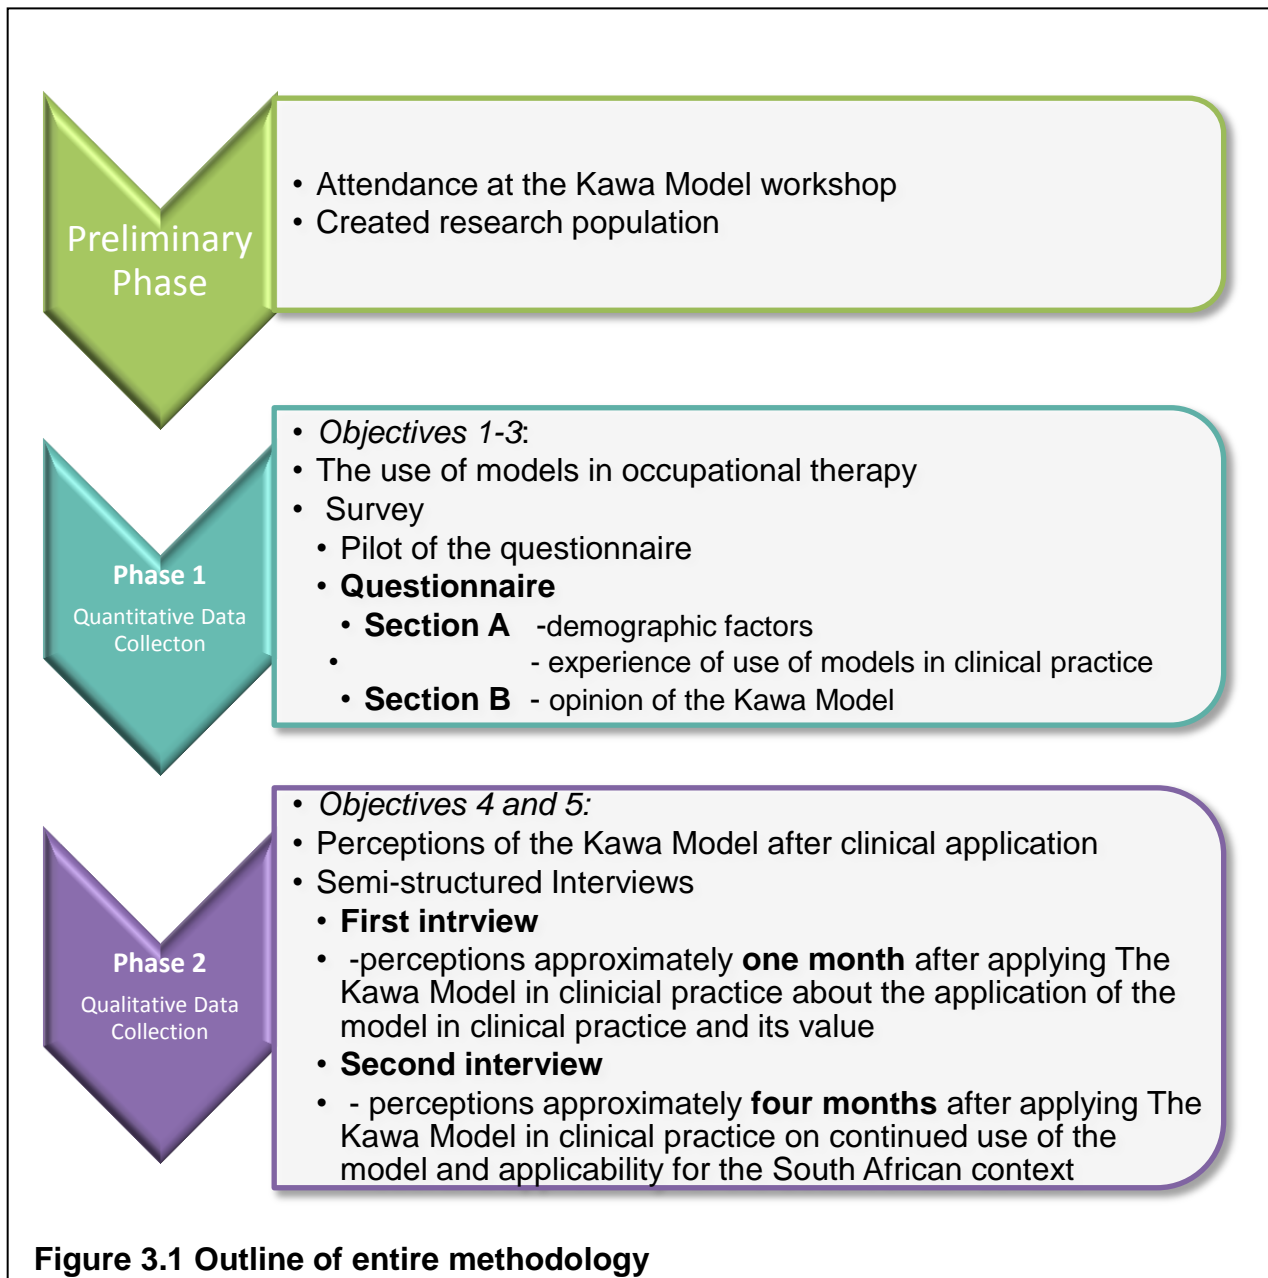 Preliminary
Phase
• Attendance at the Kawa Model workshop
• Created research population
Phase 1
Quantitative Data
Collecton
• Objectives 1-3:
• The use of models in occupational therapy
• Survey
• Pilot of the questionnaire
• Questionnaire
• Section A -demographic factors
• - experience of use of models in clinical practice
• Section B - opinion of the Kawa Model
Phase 2
Qualitative Data
Collection
• Objectives 4 and 5:
• Perceptions of the Kawa Model after clinical application
• Semi-structured Interviews
• First intrview
• -perceptions approximately one month after applying The
Kawa Model in clinicial practice about the application of the
model in clinical practice and its value
• Second interview
• - perceptions approximately four months after applying The
Kawa Model in clinical practice on continued use of the
model and applicability for the South African context
Figure 3.1 Outline of entire methodology